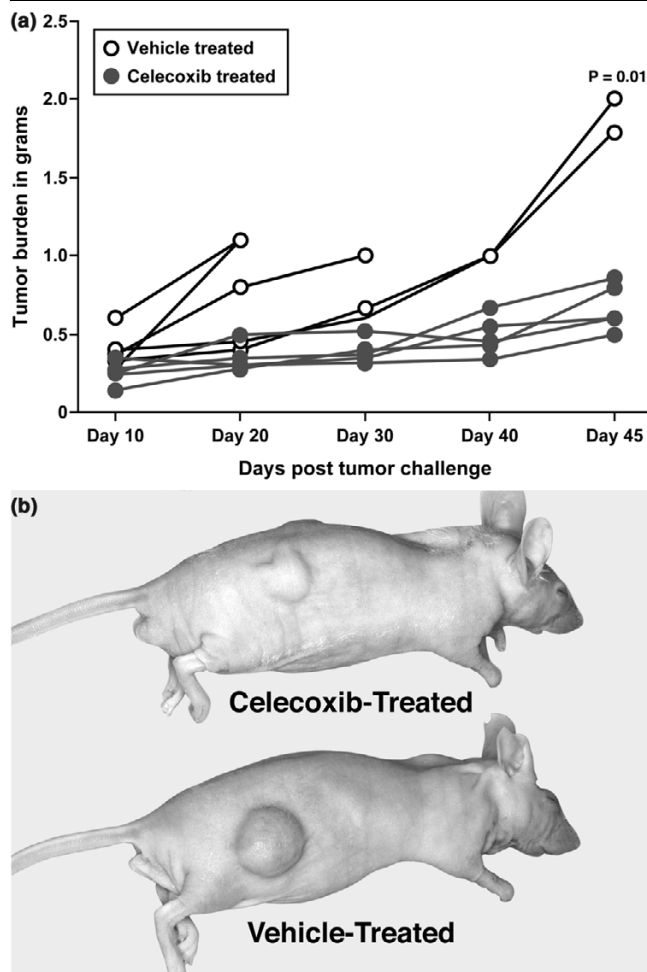 (a)
2.5
Vehicle treated
Celecoxib treated
P = 0.01
2.0
1.5
1.0
0.5
0
Tumor burden in grams
Day 10 Day 20 Day 30 Day 40 Day 45
Days post tumor challenge
(b)
Celecoxib-Treated
Vehicle-Treated